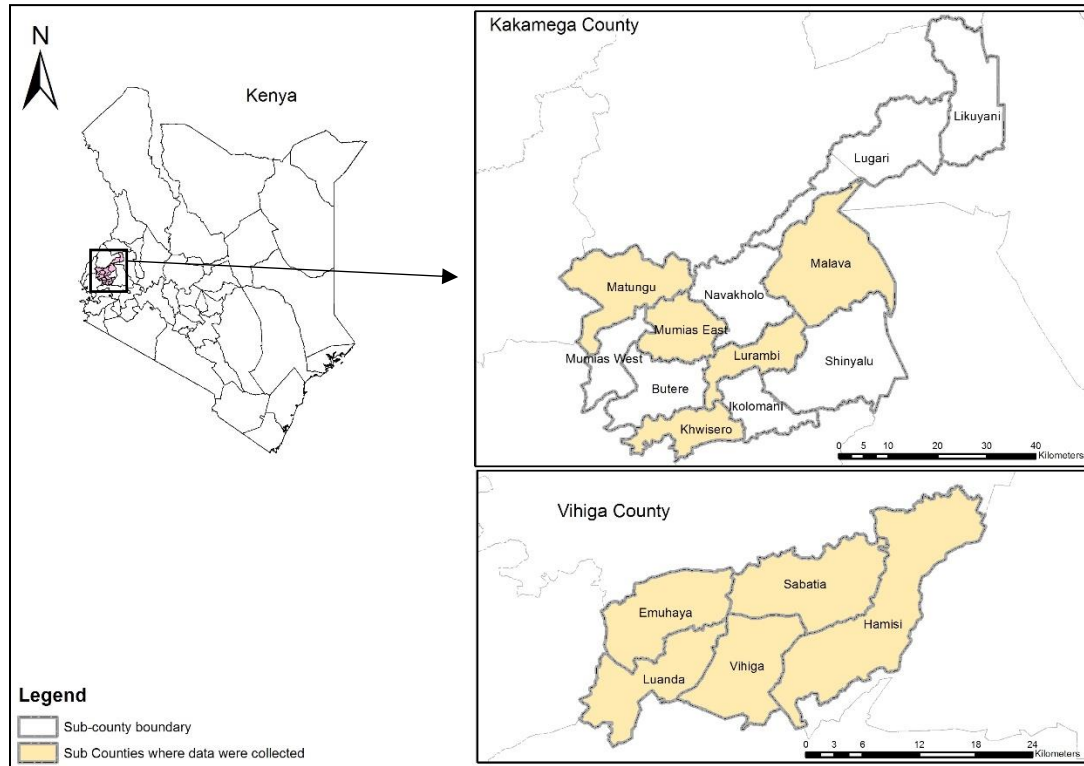 N
Kenya
Kakamega County
Likuyani
Lugari
Malava
Matungu
Navakholo
Mumias East
Mumias West
Lurambi
Shinyalu
Butere
Ikolomani
Khwisero
0 5 10 20 30 40
Kilometers
Vihiga County
Sabatia
Emuhaya
Hamisi
Luanda
Vihiga
0 3 6 12 18 24
Kilometers
Legend
Sub-county boundary
Sub Counties where data were collected